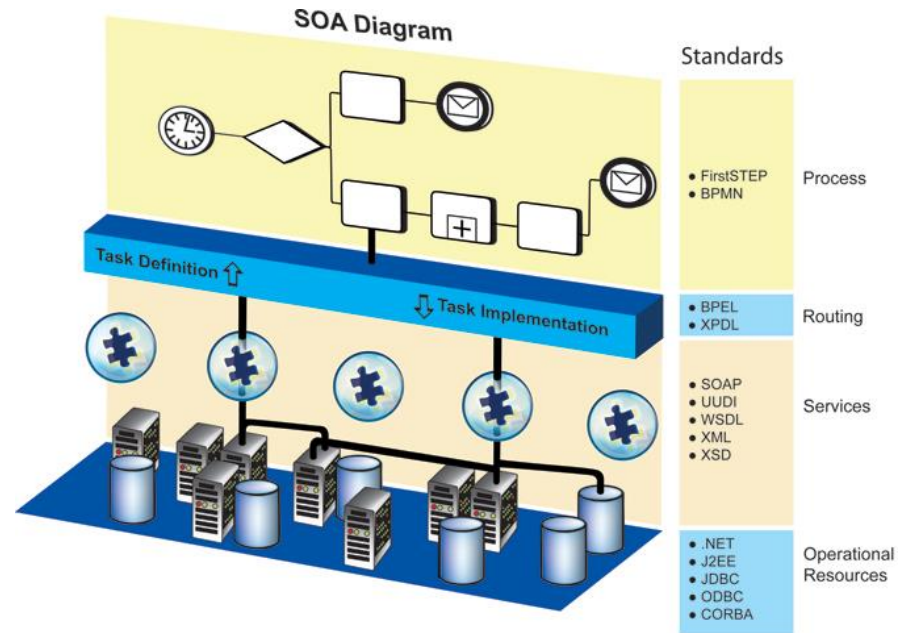 SOA Diagram
Standards
• FirstSTEP
• BPMN
Process
Task Definition
Task Implementation
• BPEL
• XPDL
Routing
• SOAP
• UUDI
• WSDL
• XML
• XSD
Services
• .NET
• J2EE
• JDBC
• ODBC
• CORBA
Operational
Resources